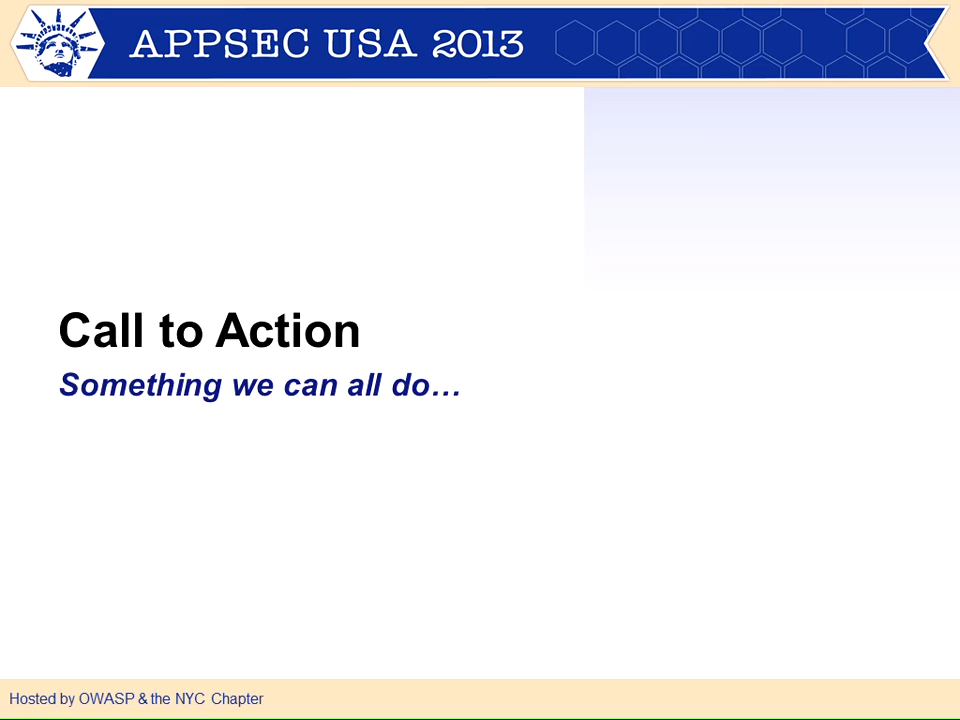 APPSEC USA 2013
Call to Action
Something we can all do…
Hosted by OWASP & the NYC Chapter